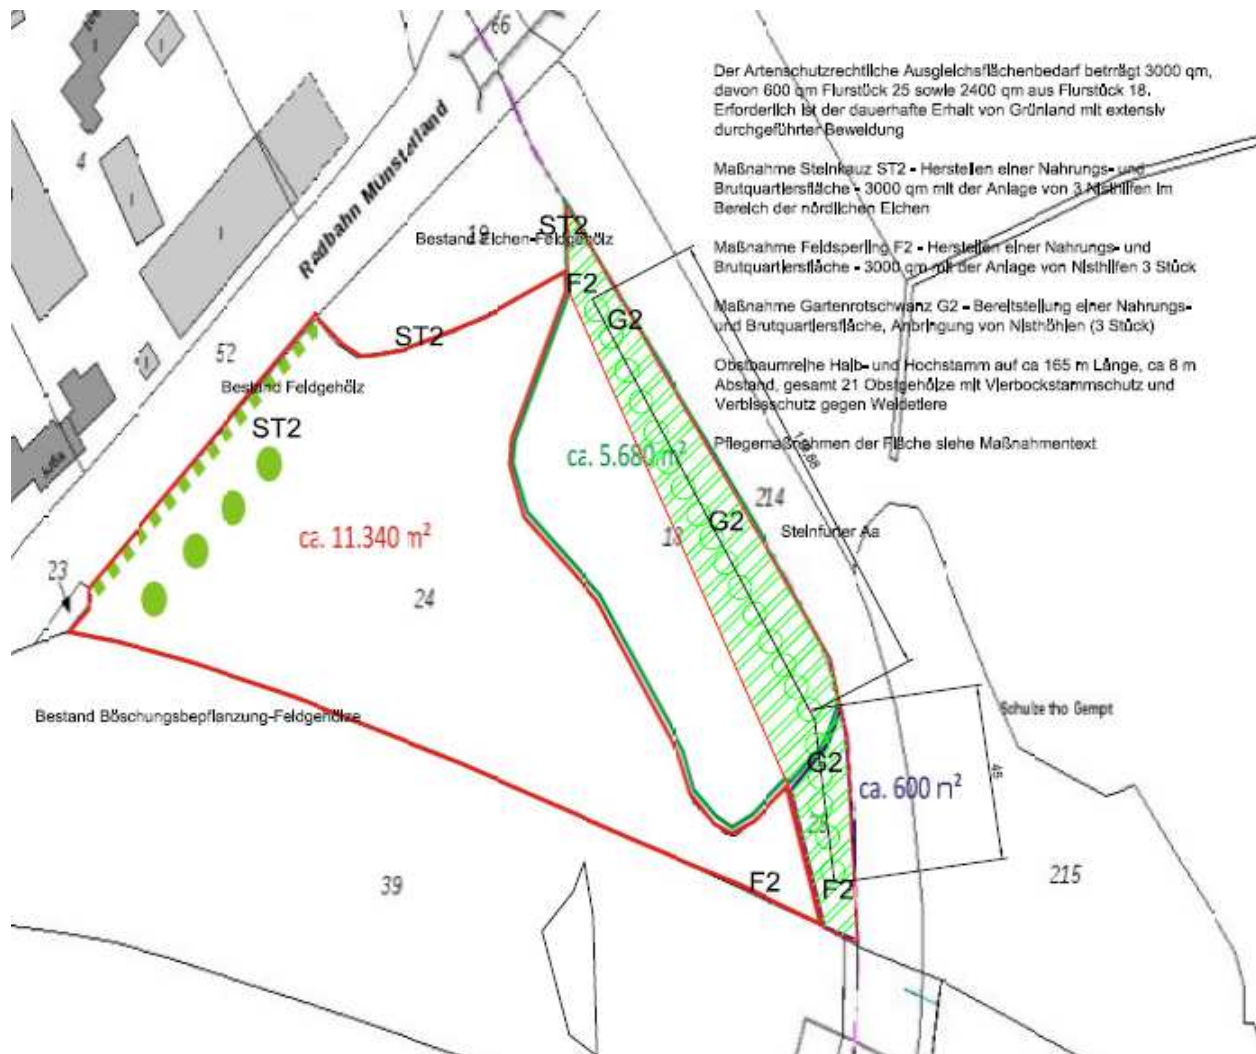 66
Der Artenschutzrechtliche Ausgleichsflächenbedarf beträgt 3000 qm,
davon 600 qm Flurstück 25 sowie 2400 qm aus Flurstück 18.
Erforderlich ist der dauerhafte Erhalt von Grünland mit extensiv
durchgeführter Beweidung
4
Maßnahme Steinkauz ST2 - Herstellen einer Nahrungs- und
Brutquartiersfläche - 3000 qm mit der Anlage von 3 Nisthilfen im
Bereich der nördlichen Eichen
Radbahn Münsterland
ST2
19
Bestand Eichen-Feldgehölz
Maßnahme Feldsperling F2 - Herstellen einer Nahrungs- und
Brutquartiersfläche - 3000 qm mit der Anlage von Nisthilfen 3 Stück
F2
G2
Maßnahme Gartenrotschwanz G2 - Bereitstellung einer Nahrungs-
und Brutquartiersfläche, Anbringung von Nisthöhlen (3 Stück)
ST2
52
Bestand Feldgehölz
Obstbaumreihe Halb- und Hochstamm auf ca 165 m Länge, ca 8 m
Abstand, gesamt 21 Obstgehölze mit Vierbockstammschutz und
Verbissschutz gegen Weidetiere
ST2
Pflegemaßnahmen der Fläche siehe Maßnahmentext
ca. 5.680 m²
214
G2
Steinfurter Aa
ca. 11.340 m²
18
23
24
Bestand Böschungsbepflanzung-Feldgehölze
Schulze tho Gempt
G2
ca. 600 m²
45
25
39
F2
F2
215